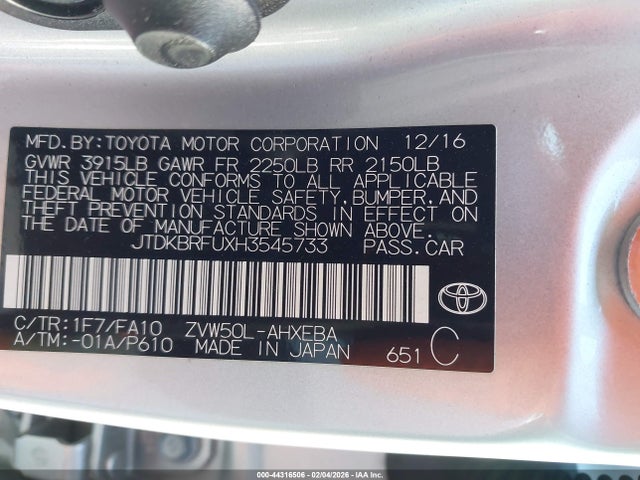 MFD.BY:TOYOTA MOTOR CORPORATION 12/16
GVWR 3915LB GAWR FR 2250LB RR 2150LB
THIS VEHICLE CONFORMS TO ALL APPLICABLE
FEDERAL MOTOR VEHICLE SAFETY,BUMPER,AND
THEFT PREVENTION STANDARDS IN EFFECT ON
THE DATE OF MANUFACTURE SHOWN ABOVE.
JTDKBRFUXH3545733 PASS.CAR
C/TR:1F7/FA10 ZVW50L-AHXEBA
A/TM:-01A/P610 MADE IN JAPAN 651 C
000-44316506 - 02/04/2026 - IAA Inc.